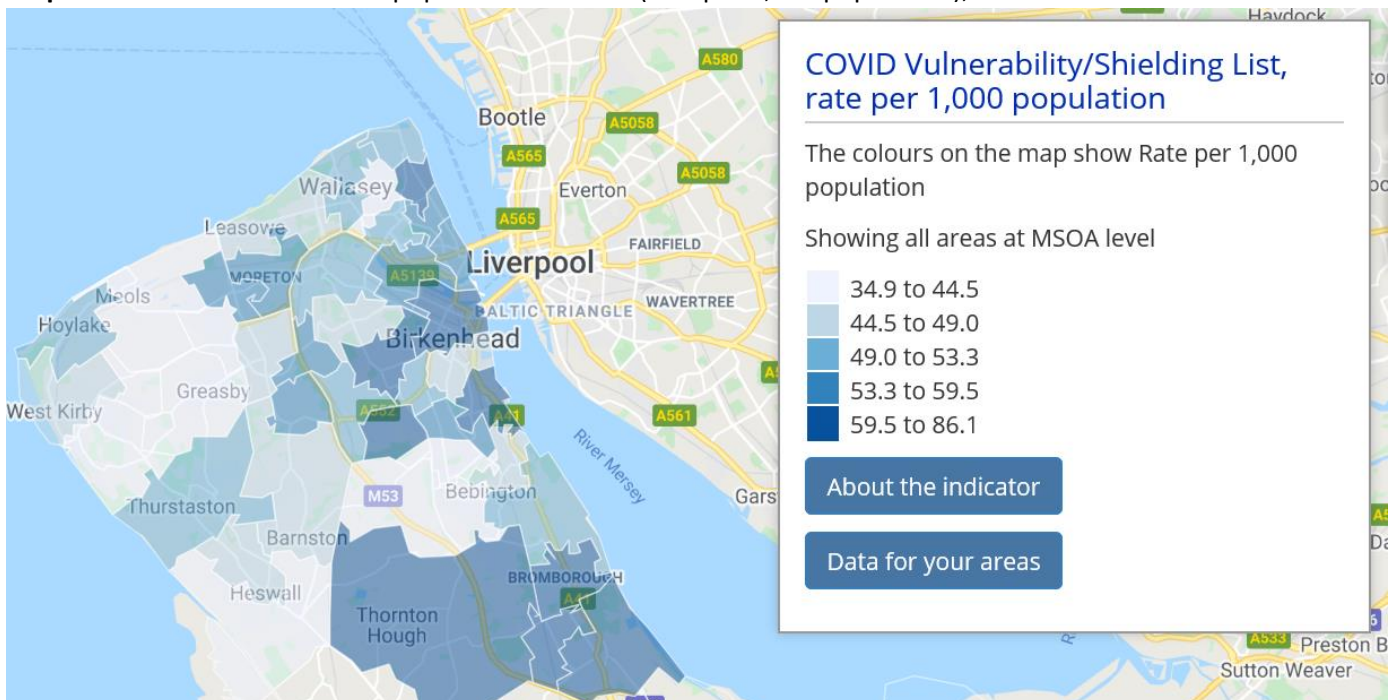 Haydock
A580
COVID Vulnerability/Shielding List,
rate per 1,000 population
Bootle
A5058
A565
The colours on the map show Rate per 1,000
population
A5058
Wallasey
Everton
Leasowe
A565
FAIRFIELD
Showing all areas at MSOA level
Liverpool
MORETON
A5139
34.9 to 44.5
Meols
WAVERTREE
BALTIC TRIANGLE
Hoylake
44.5 to 49.0
Birkenhead
49.0 to 53.3
Greasby
53.3 to 59.5
West Kirby
A552
A41
A561
59.5 to 86.1
River Mersey
M53
Bebington
Gars
About the indicator
Thurstaston
Barnston
Data for your areas
BROMBOROUGH
Heswall
A41
Thornton
Hough
A533
Preston B
Sutton Weaver